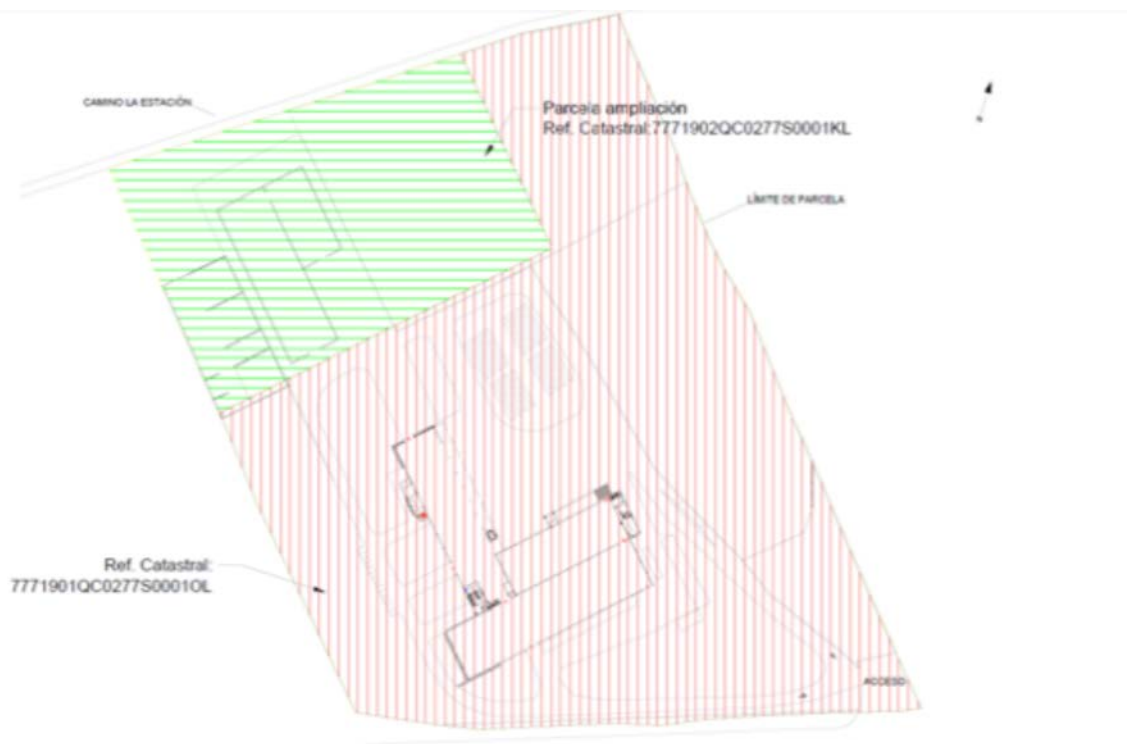 CAMINO LA ESTACIÓN
Parcela ampliación
Ref. Catastral:7771902QC0277S0001KL
LÍMITE DE PARCELA
Ref. Catastral:
7771901QC0277S0001OL
ACCESO